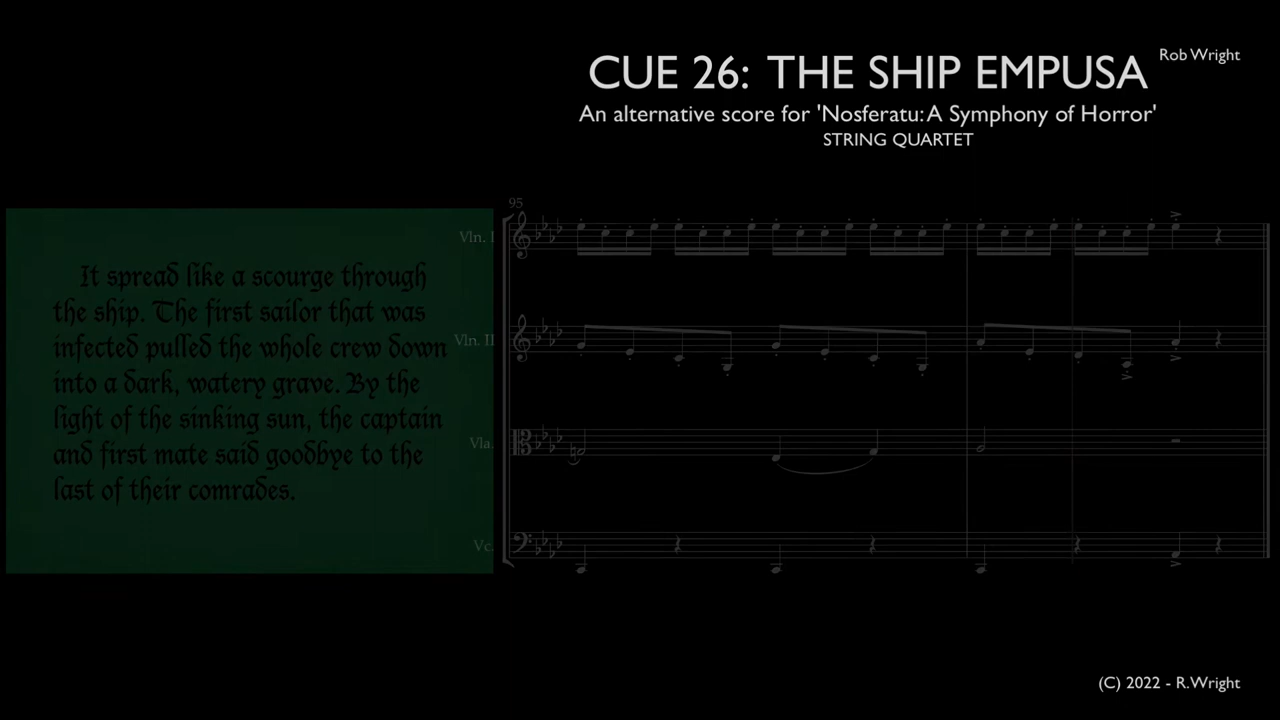 Rob Wright
CUE 26: THE SHIP EMPUSA
An alternative score for 'Nosferatu: A Symphony of Horror'
STRING QUARTET
95
Vln. I
Vln. II
Vla.
Vc.
It spread like a scourge through
the ship. The first sailor that was
infected pulled the whole crew down
into a dark, watery grave. By the
light of the sinking sun, the captain
and first mate said goodbye to the
last of their comrades.
(C) 2022 - R.Wright